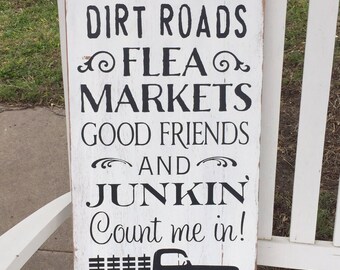 DIRT ROADS
FLEA
MARKETS
GOOD FRIENDS
AND
JUNKIN'
Count me in!